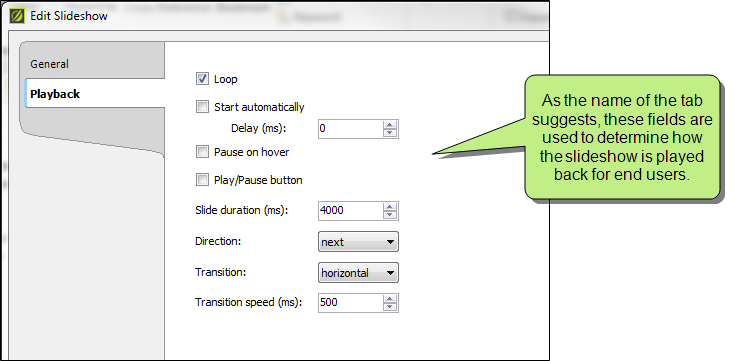 Edit Slideshow
General
Playback
Loop
Start automatically
Delay (ms): 0
Pause on hover
Play/Pause button
Slide duration (ms): 4000
Direction: next
Transition: horizontal
Transition speed (ms): 500
As the name of the tab
suggests, these fields are
used to determine how
the slideshow is played
back for end users.